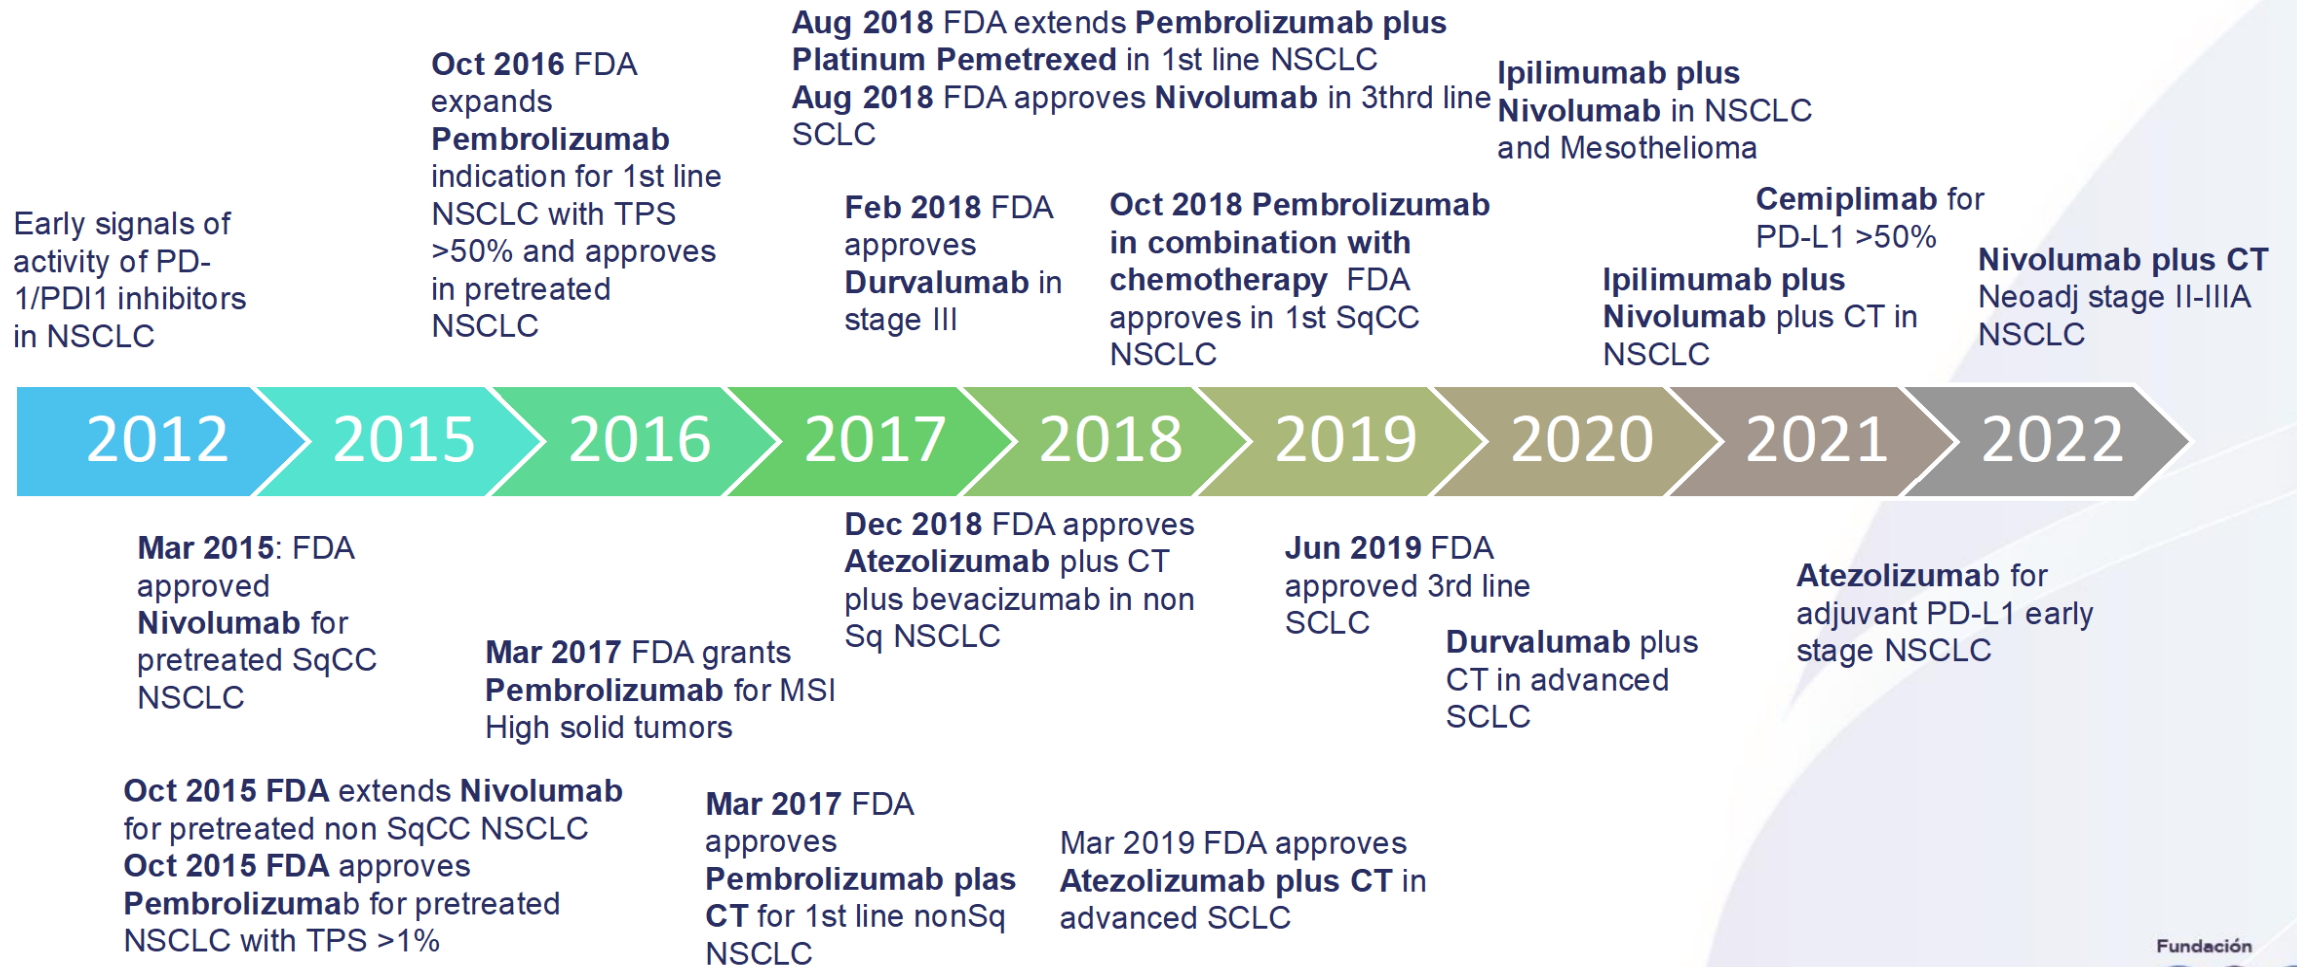 Aug 2018 FDA extends Pembrolizumab plus
Platinum Pemetrexed in 1st line NSCLC
Aug 2018 FDA approves Nivolumab in 3thrd line
SCLC
Oct 2016 FDA
expands
Pembrolizumab
indication for 1st line
NSCLC with TPS
>50% and approves
in pretreated
NSCLC
Ipilimumab plus
Nivolumab in NSCLC
and Mesothelioma
Early signals of
activity of PD-
1/PDl1 inhibitors
in NSCLC
Feb 2018 FDA
approves
Durvalumab in
stage III
Oct 2018 Pembrolizumab
in combination with
chemotherapy FDA
approves in 1st SqCC
NSCLC
Cemiplimab for
PD-L1 >50%
Ipilimumab plus
Nivolumab plus CT in
NSCLC
Nivolumab plus CT
Neoadj stage II-IIIA
NSCLC
2012
2015
2016
2017
2018
2019
2020
2021
2022
Mar 2015: FDA
approved
Nivolumab for
pretreated SqCC
NSCLC
Mar 2017 FDA grants
Pembrolizumab for MSI
High solid tumors
Dec 2018 FDA approves
Atezolizumab plus CT
plus bevacizumab in non
Sq NSCLC
Jun 2019 FDA
approved 3rd line
SCLC
Durvalumab plus
CT in advanced
SCLC
Atezolizumab for
adjuvant PD-L1 early
stage NSCLC
Oct 2015 FDA extends Nivolumab
for pretreated non SqCC NSCLC
Oct 2015 FDA approves
Pembrolizumab for pretreated
NSCLC with TPS >1%
Mar 2017 FDA
approves
Pembrolizumab plas
CT for 1st line nonSq
NSCLC
Mar 2019 FDA approves
Atezolizumab plus CT in
advanced SCLC
Fundación